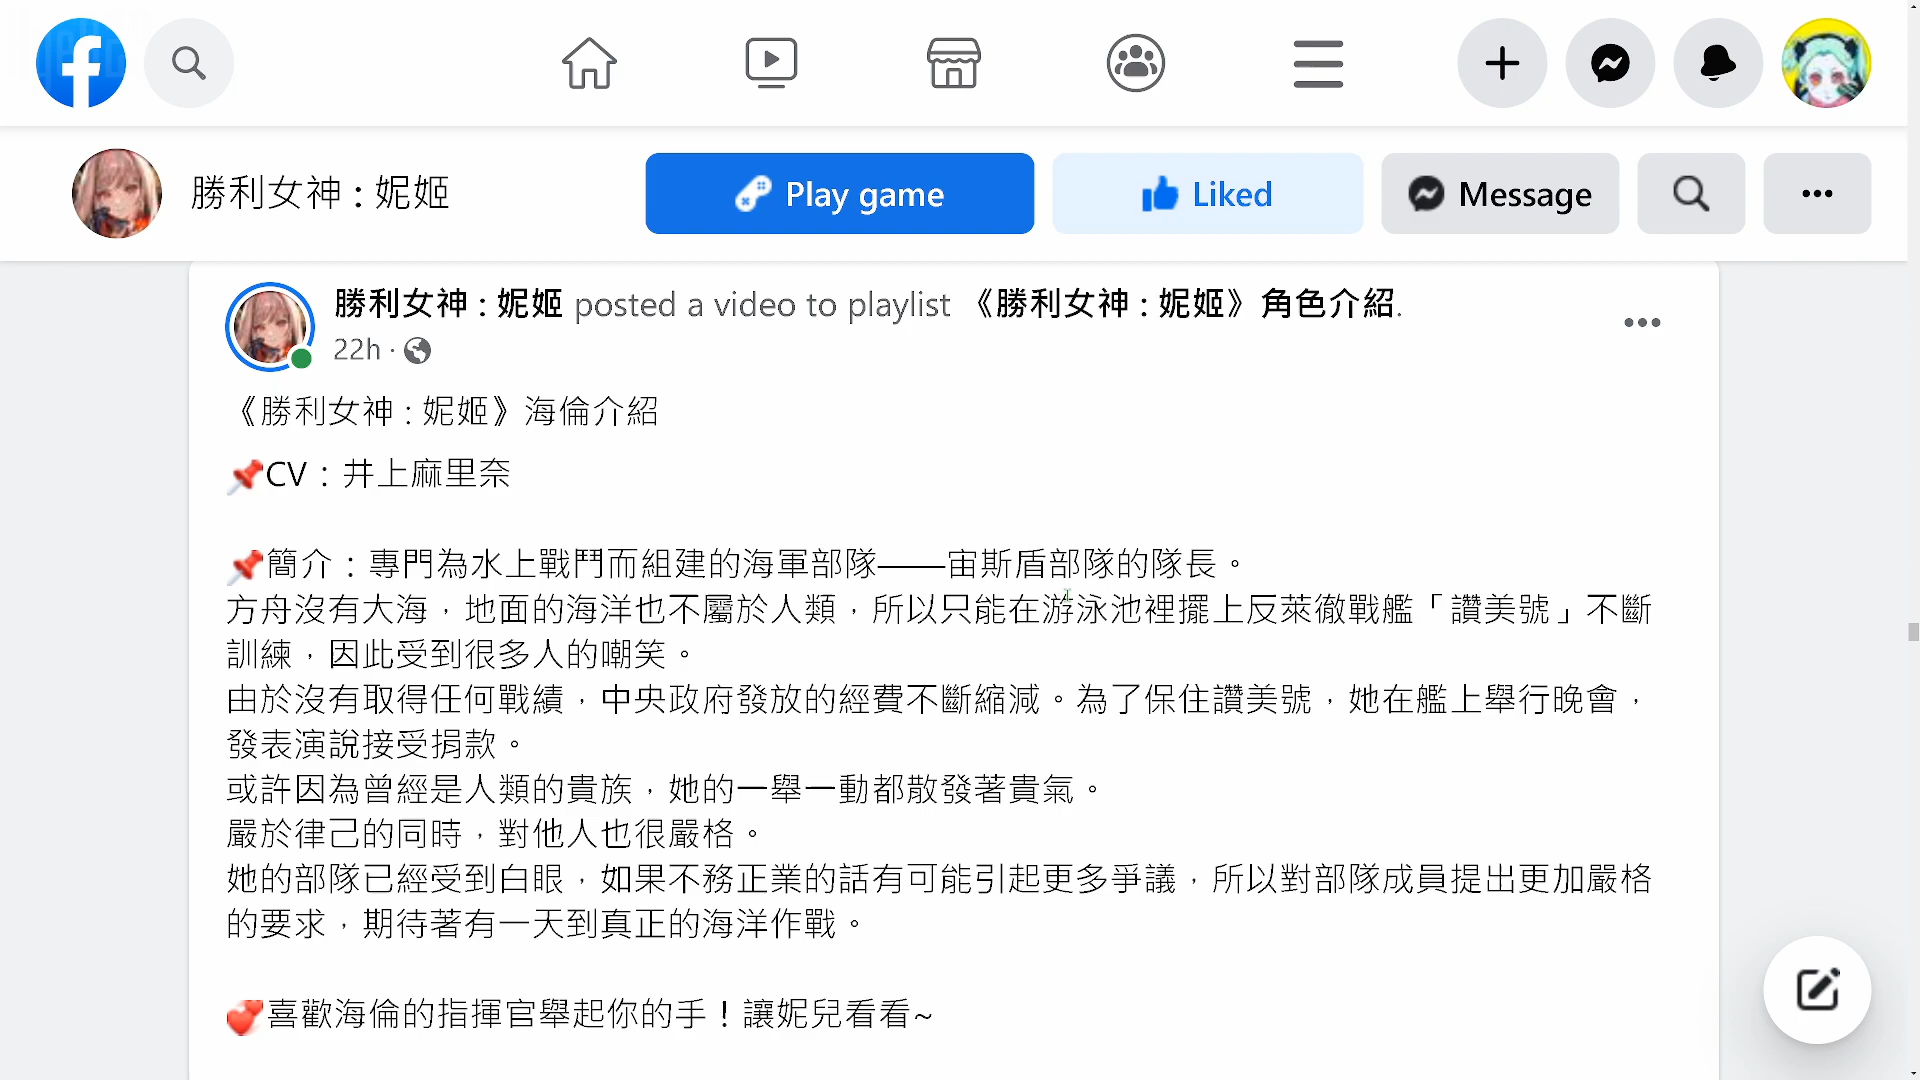 勝利女神 : 妮姬
Play game
Liked
Message
勝利女神 : 妮姬 posted a video to playlist 《勝利女神 : 妮姬》角色介紹.
22h ·
《勝利女神 : 妮姬》海倫介紹
📌CV：井上麻里奈
📌簡介：專門為水上戰鬥而組建的海軍部隊——宙斯盾部隊的隊長。
方舟沒有大海，地面的海洋也不屬於人類，所以只能在游泳池裡擺上反萊徹戰艦「讚美號」不斷
訓練，因此受到很多人的嘲笑。
由於沒有取得任何戰績，中央政府發放的經費不斷縮減。為了保住讚美號，她在艦上舉行晚會，
發表演說接受捐款。
或許因為曾經是人類的貴族，她的一舉一動都散發著貴氣。
嚴於律己的同時，對他人也很嚴格。
她的部隊已經受到白眼，如果不務正業的話有可能引起更多爭議，所以對部隊成員提出更加嚴格
的要求，期待著有一天到真正的海洋作戰。
💕喜歡海倫的指揮官舉起你的手！讓妮兒看看~